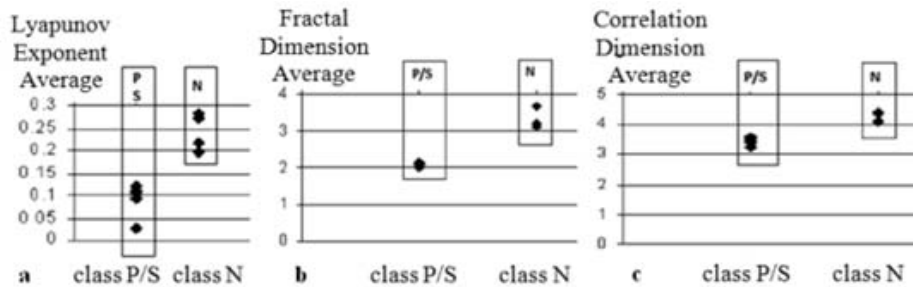 Lyapunov
Exponent
Average
P
S
N
0.3
0.25
0.2
0.15
0.1
0.05
0
a
class P/S
class N
Fractal
Dimension
Average
P/S
N
4
3
2
1
0
b
class P/S
class N
Correlation
Dimension
Average
P/S
N
5
4
3
2
1
0
c
class P/S
class N